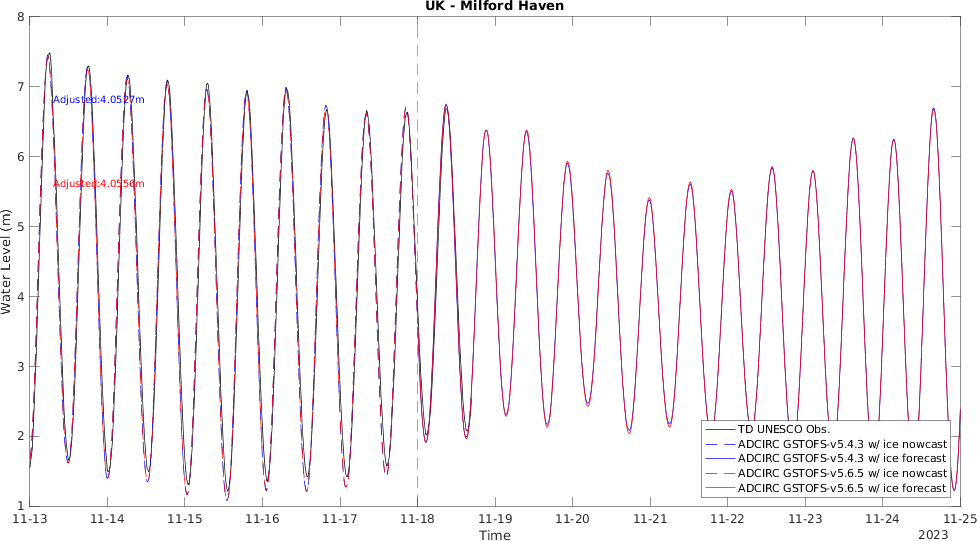 UK - Milford Haven
8
7
6
5
4
3
2
1
Water Level (m)
Adjusted:4.0527m
Adjusted:4.0556m
TD UNESCO Obs.
ADCIRC GSTOFS-v5.4.3 w/ ice nowcast
ADCIRC GSTOFS-v5.4.3 w/ ice forecast
ADCIRC GSTOFS-v5.6.5 w/ ice nowcast
ADCIRC GSTOFS-v5.6.5 w/ ice forecast
11-13 11-14 11-15 11-16 11-17 11-18 11-19 11-20 11-21 11-22 11-23 11-24 11-25
Time
2023